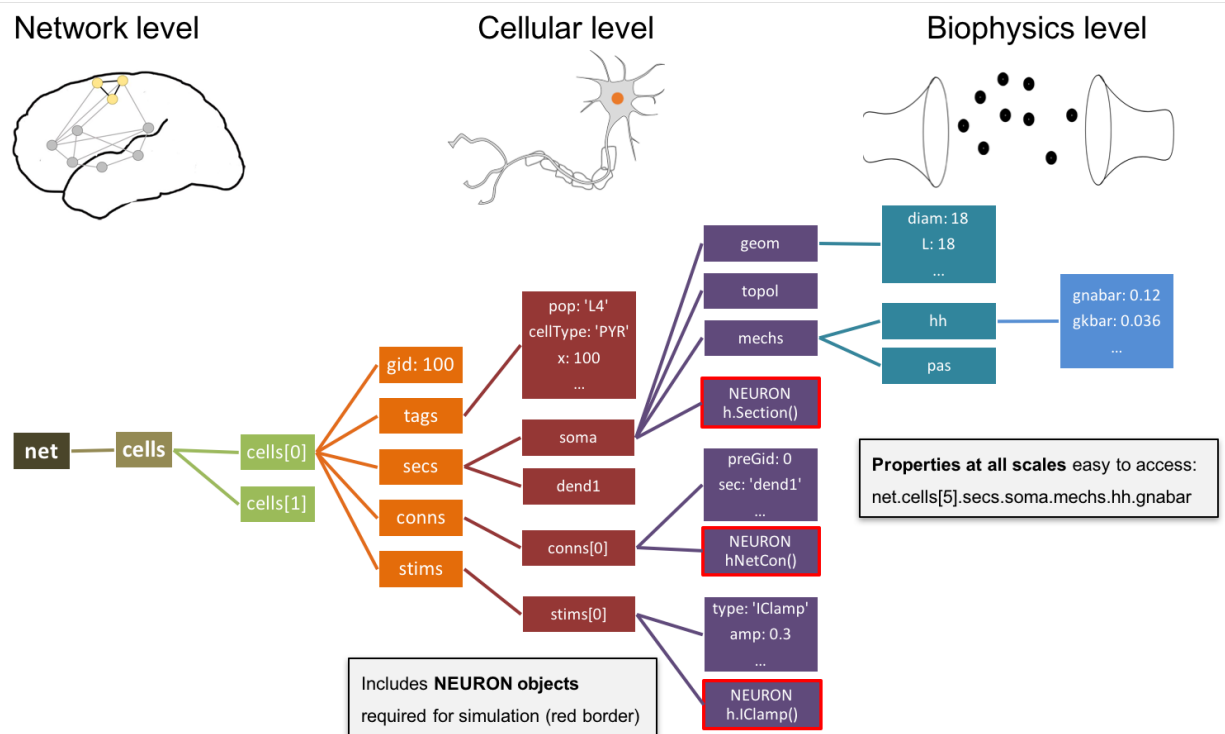 Network level
Cellular level
Biophysics level
net
cells
cells[0]
cells[1]
gid: 100
tags
secs
conns
stims
pop: 'L4'
cellType: 'PYR'
x: 100
...
soma
dend1
conns[0]
stims[0]
geom
topol
mechs
NEURON
h.Section()
preGid: 0
sec: 'dend1'
...
NEURON
hNetCon()
type: 'IClamp'
amp: 0.3
...
NEURON
h.IClamp()
diam: 18
L: 18
...
hh
pas
gnabar: 0.12
gkbar: 0.036
...
Properties at all scales easy to access:
net.cells[5].secs.soma.mechs.hh.gnabar
Includes NEURON objects
required for simulation (red border)